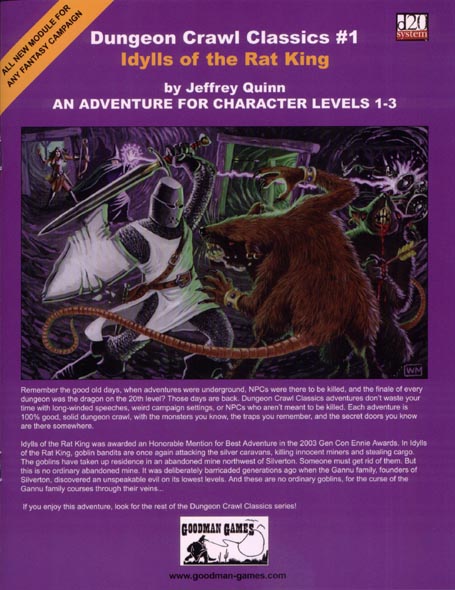 ALL NEW MODULE FOR
ANY FANTASY CAMPAIGN
d20
system
Dungeon Crawl Classics #1
Idylls of the Rat King
by Jeffrey Quinn
AN ADVENTURE FOR CHARACTER LEVELS 1-3
WM
Remember the good old days, when adventures were underground, NPCs were there to be killed, and the finale of every
dungeon was the dragon on the 20th level? Those days are back. Dungeon Crawl Classics adventures don't waste your
time with long-winded speeches, weird campaign settings, or NPCs who aren't meant to be killed. Each adventure is
100% good, solid dungeon crawl, with the monsters you know, the traps you remember, and the secret doors you know
are there somewhere.
Idylls of the Rat King was awarded an Honorable Mention for Best Adventure in the 2003 Gen Con Ennie Awards. In Idylls
of the Rat King, goblin bandits are once again attacking the silver caravans, killing innocent miners and stealing cargo.
The goblins have taken up residence in an abandoned mine northwest of Silverton. Someone must get rid of them. But
this is no ordinary abandoned mine. It was deliberately barricaded generations ago when the Gannu family, founders of
Silverton, discovered an unspeakable evil on its lowest levels. And these are no ordinary goblins, for the curse of the
Gannu family courses through their veins...
If you enjoy this adventure, look for the rest of the Dungeon Crawl Classics series!
GOODMAN GAMES
www.goodman-games.com